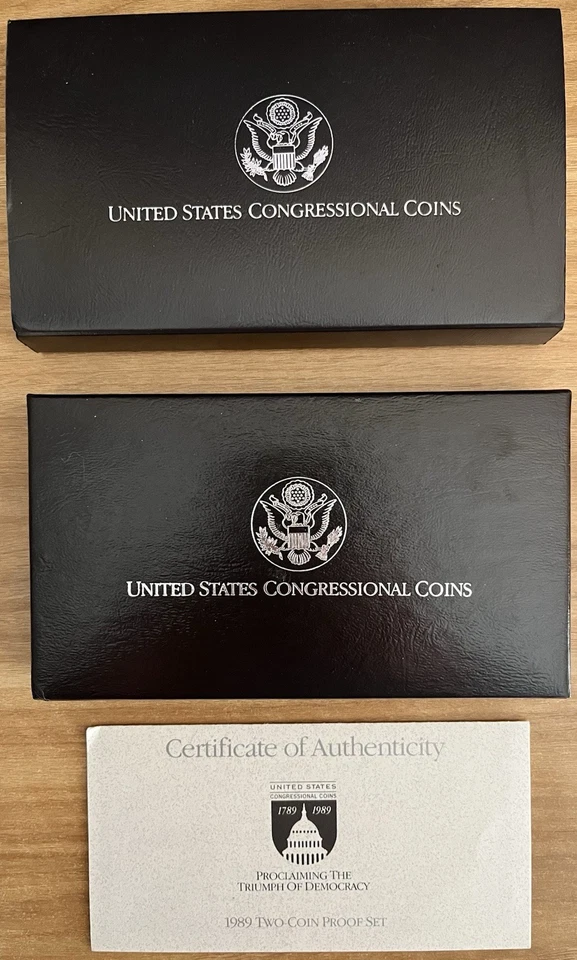 UNITED STATES CONGRESSIONAL COINS
UNITED STATES CONGRESSIONAL COINS
Certificate of Authenticity
UNITED STATES
CONGRESSIONAL COINS
1789 1989
PROCLAIMING THE
TRIUMPH OF DEMOCRACY
1989 TWO-COIN PROOF SET